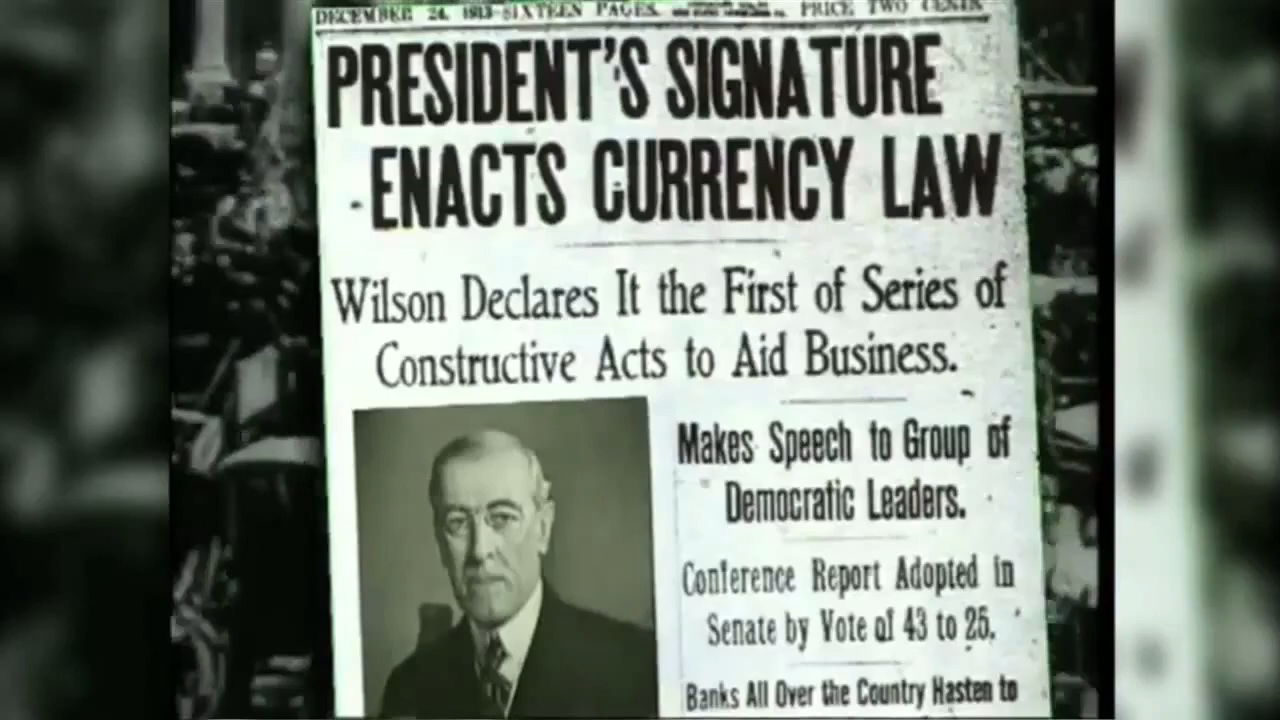 DECEMBER 24, 1913—SIXTEEN PAGES. PRICE TWO CENTS.
PRESIDENT'S SIGNATURE
ENACTS CURRENCY LAW
Wilson Declares It the First of Series of
Constructive Acts to Aid Business.
Makes Speech to Group of
Democratic Leaders.
Conference Report Adopted in
Senate by Vote of 43 to 25.
Banks All Over the Country Hasten to